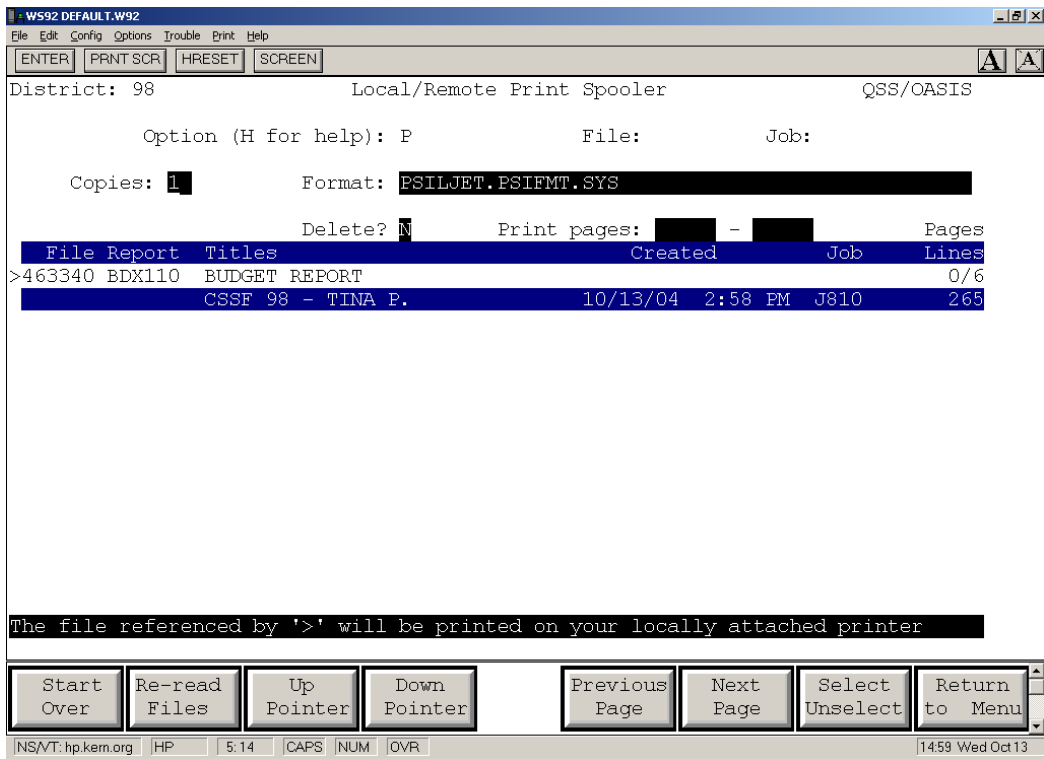 WS92 DEFAULT.W92
File Edit Config Options Trouble Print Help
ENTER PRNT SCR HRESET SCREEN A A
District: 98 Local/Remote Print Spooler QSS/OASIS
Option (H for help): P File: Job:
Copies: 1 Format: PSILJET.PSIFMT.SYS
Delete? N Print pages: - Pages
File Report Titles Created Job Lines
>463340 BDX110 BUDGET REPORT 0/6
CSSF 98 - TINA P. 10/13/04 2:58 PM J810 265
The file referenced by '>' will be printed on your locally attached printer
Start Re-read Up Down Previous Next Select Return
Over Files Pointer Pointer Page Page Unselect to Menu
NS/VT: hp.kern.org HP 5: 14 CAPS NUM OVR 14:59 Wed Oct 13